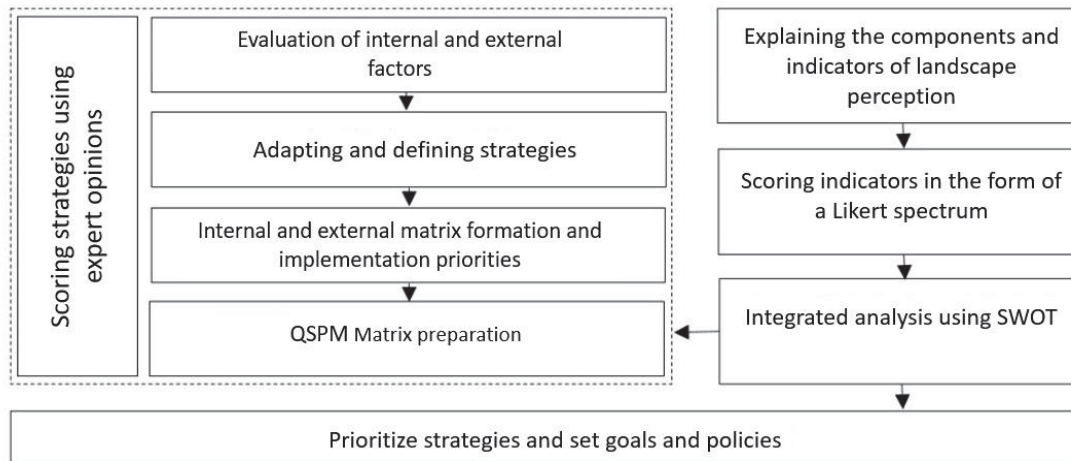 Scoring strategies using
expert opinions
Evaluation of internal and external
factors
Adapting and defining strategies
Internal and external matrix formation and
implementation priorities
QSPM Matrix preparation
Explaining the components and
indicators of landscape
perception
Scoring indicators in the form of
a Likert spectrum
Integrated analysis using SWOT
Prioritize strategies and set goals and policies